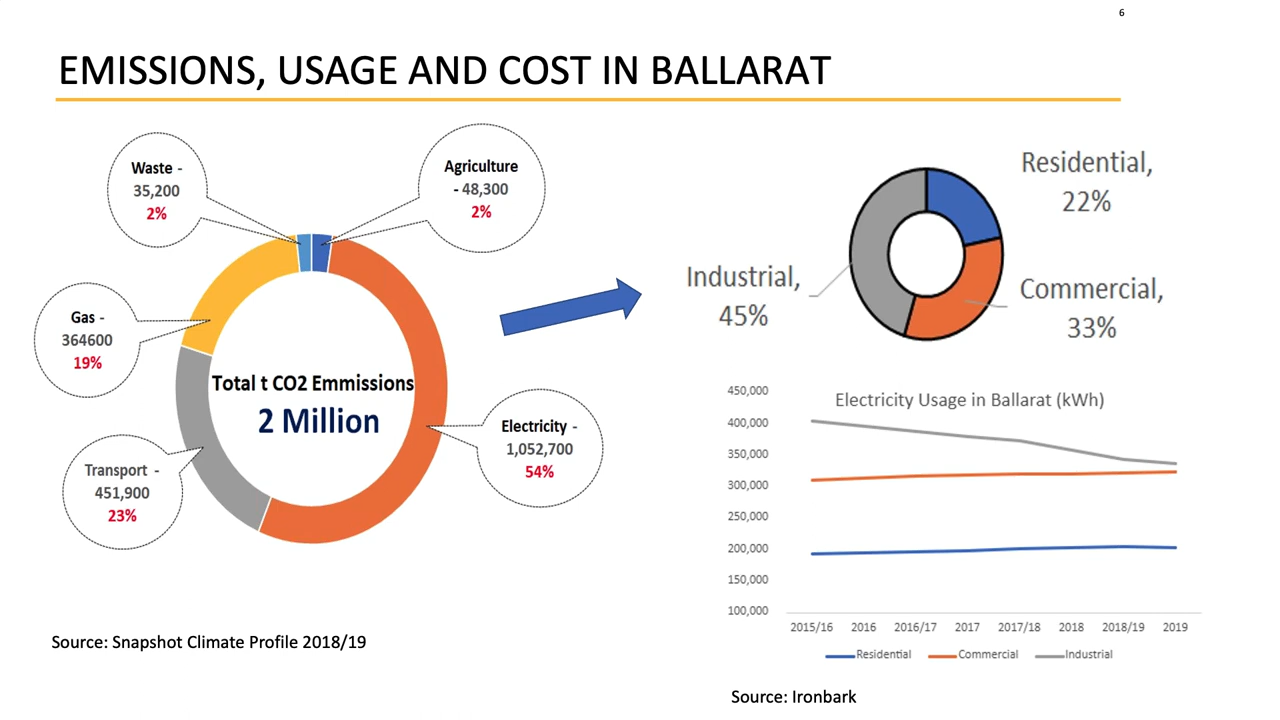 6
EMISSIONS, USAGE AND COST IN BALLARAT
Waste -
35,200
2%
Agriculture
- 48,300
2%
Gas -
364600
19%
Total t CO2 Emmissions
2 Million
Electricity -
1,052,700
54%
Transport -
451,900
23%
Source: Snapshot Climate Profile 2018/19
Residential,
22%
Industrial,
45%
Commercial,
33%
Electricity Usage in Ballarat (kWh)
450,000
400,000
350,000
300,000
250,000
200,000
150,000
100,000
2015/16 2016 2016/17 2017 2017/18 2018 2018/19 2019
Residential Commercial Industrial
Source: Ironbark